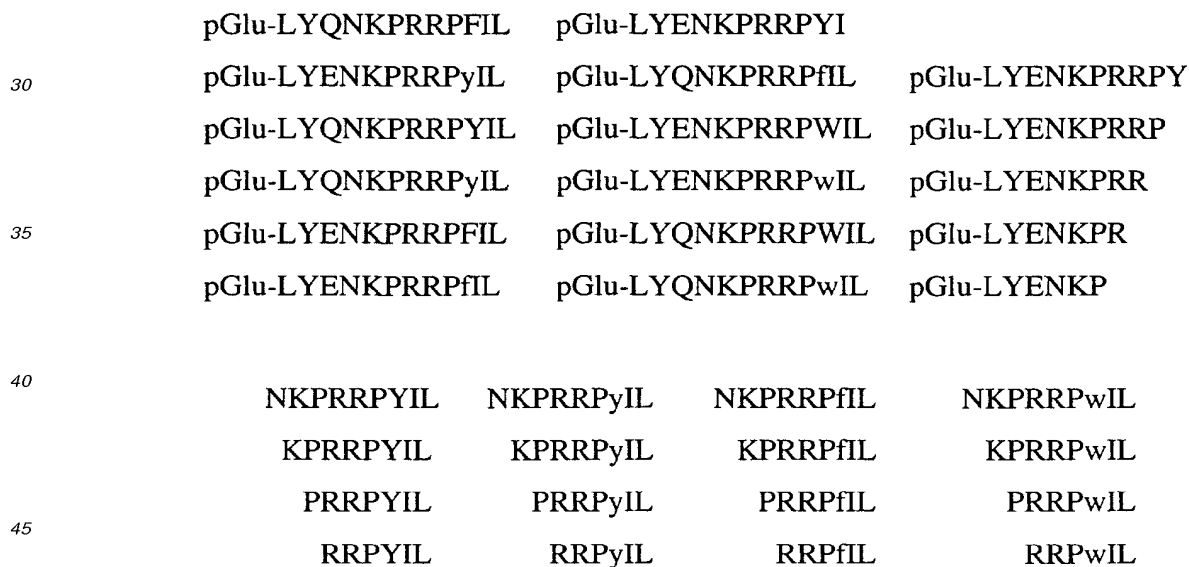 pGlu-LYQNKPRRPFIL pGlu-LYENKPRRPYI
30 pGlu-LYENKPRRPyIL pGlu-LYQNKPRRPfIL pGlu-LYENKPRRPY
pGlu-LYQNKPRRPYIL pGlu-LYENKPRRPWIL pGlu-LYENKPRRP
pGlu-LYQNKPRRPyIL pGlu-LYENKPRRPwIL pGlu-LYENKPRR
35 pGlu-LYENKPRRPFIL pGlu-LYQNKPRRPWIL pGlu-LYENKPR
pGlu-LYENKPRRPfIL pGlu-LYQNKPRRPwIL pGlu-LYENKP
40 NKPRRPYIL NKPRRPyIL NKPRRPfIL NKPRRPwIL
KPRRPYIL KPRRPyIL KPRRPfIL KPRRPwIL
PRRPYIL PRRPyIL PRRPfIL PRRPwIL
45 RRPYIL RRPyIL RRPfIL RRPwIL